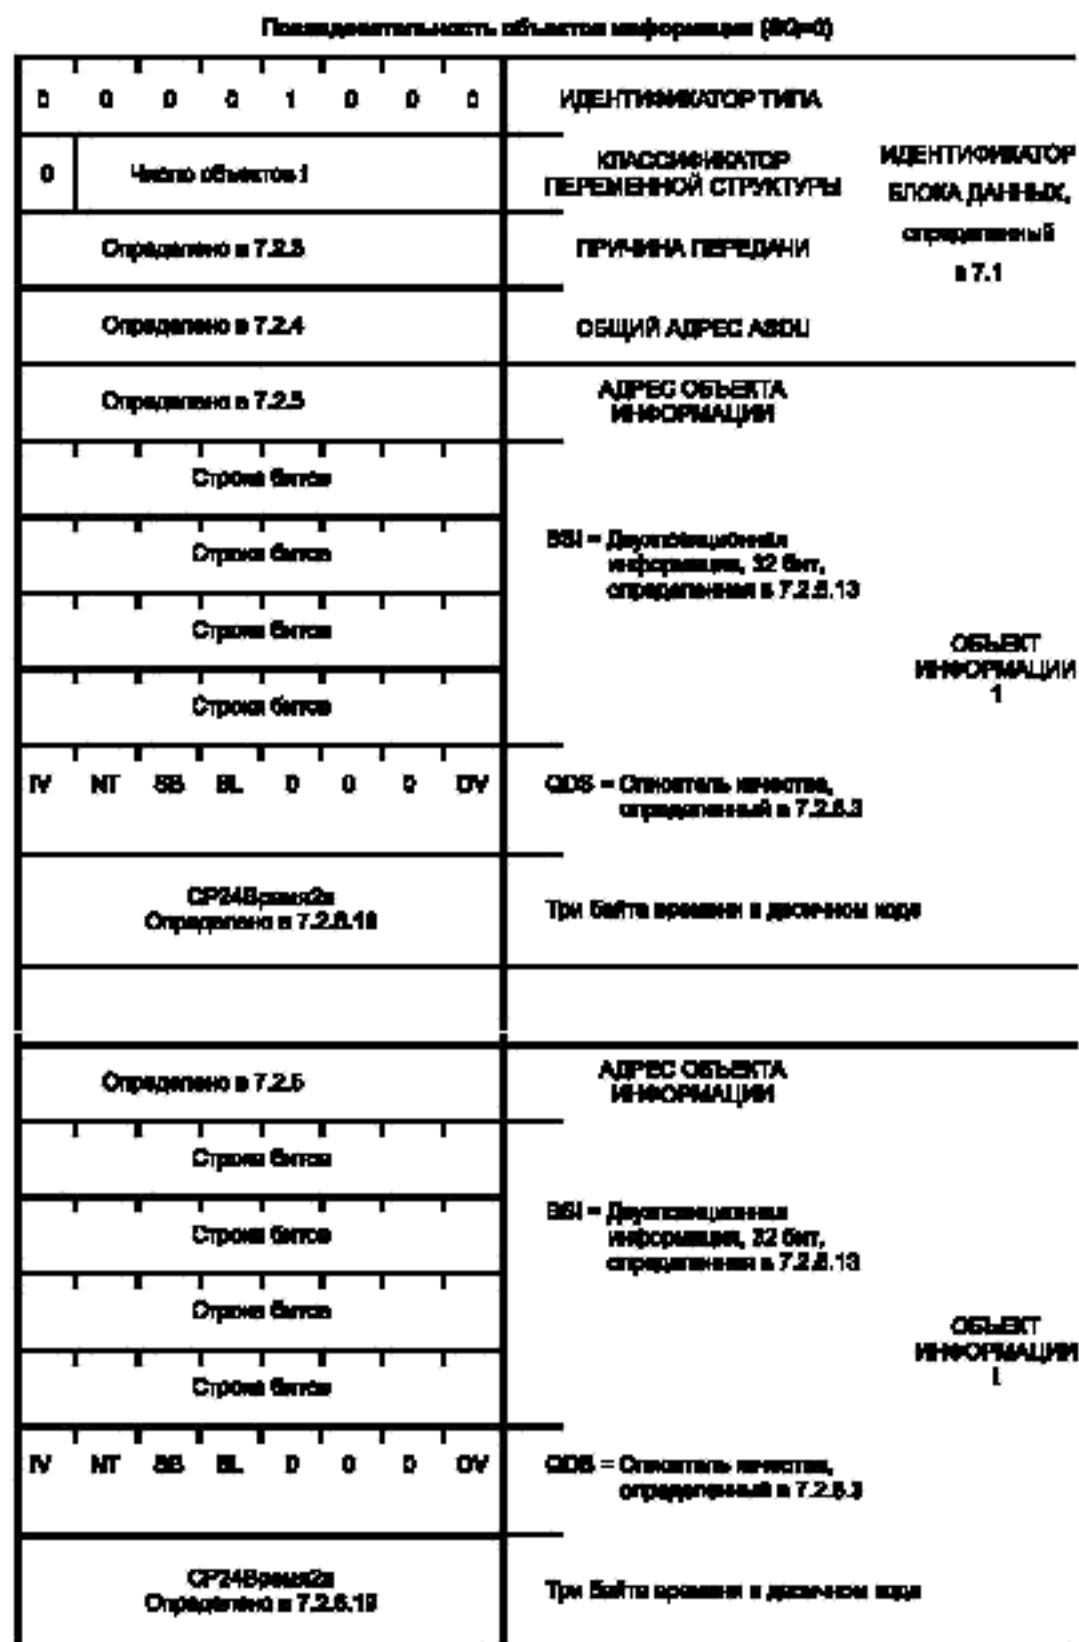 Последовательность объектов информации (SQ=0)
0 0 0 0 1 0 0 0
ИДЕНТИФИКАТОР ТИПА
0
Число объектов i
КЛАССИФИКАТОР
ПЕРЕМЕННОЙ СТРУКТУРЫ
ИДЕНТИФИКАТОР
БЛОКА ДАННЫХ,
определенный
в 7.1
Определено в 7.2.3
ПРИЧИНА ПЕРЕДАЧИ
Определено в 7.2.4
ОБЩИЙ АДРЕС ASDU
Определено в 7.2.5
АДРЕС ОБЪЕКТА
ИНФОРМАЦИИ
Строка битов
Строка битов
Строка битов
Строка битов
BSI = Двухпозиционная
информация, 32 бит,
определенная в 7.2.6.13
ОБЪЕКТ
ИНФОРМАЦИИ
1
IV NT SB BL 0 0 0 OV
QDS = Описатель качества,
определенный в 7.2.6.3
CP24Время2а
Определено в 7.2.6.19
Три байта времени в двоичном коде
Определено в 7.2.5
АДРЕС ОБЪЕКТА
ИНФОРМАЦИИ
Строка битов
Строка битов
Строка битов
Строка битов
BSI = Двухпозиционная
информация, 32 бит,
определенная в 7.2.6.13
ОБЪЕКТ
ИНФОРМАЦИИ
i
IV NT SB BL 0 0 0 OV
QDS = Описатель качества,
определенный в 7.2.6.3
CP24Время2а
Определено в 7.2.6.19
Три байта времени в двоичном коде